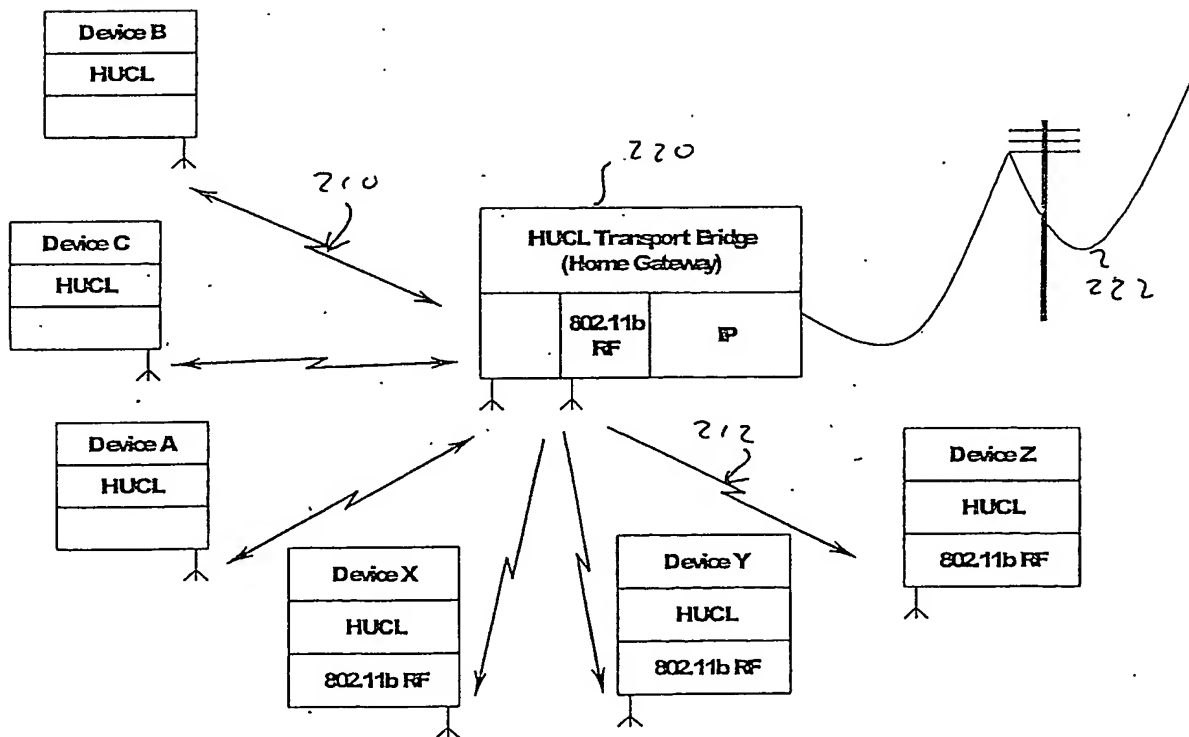 Device B
HUCL
210
220
HUCL Transport Bridge
(Home Gateway)
802.11b
RF
IP
222
Device C
HUCL
Device A
HUCL
212
Device X
HUCL
802.11b RF
Device Y
HUCL
802.11b RF
Device Z
HUCL
802.11b RF